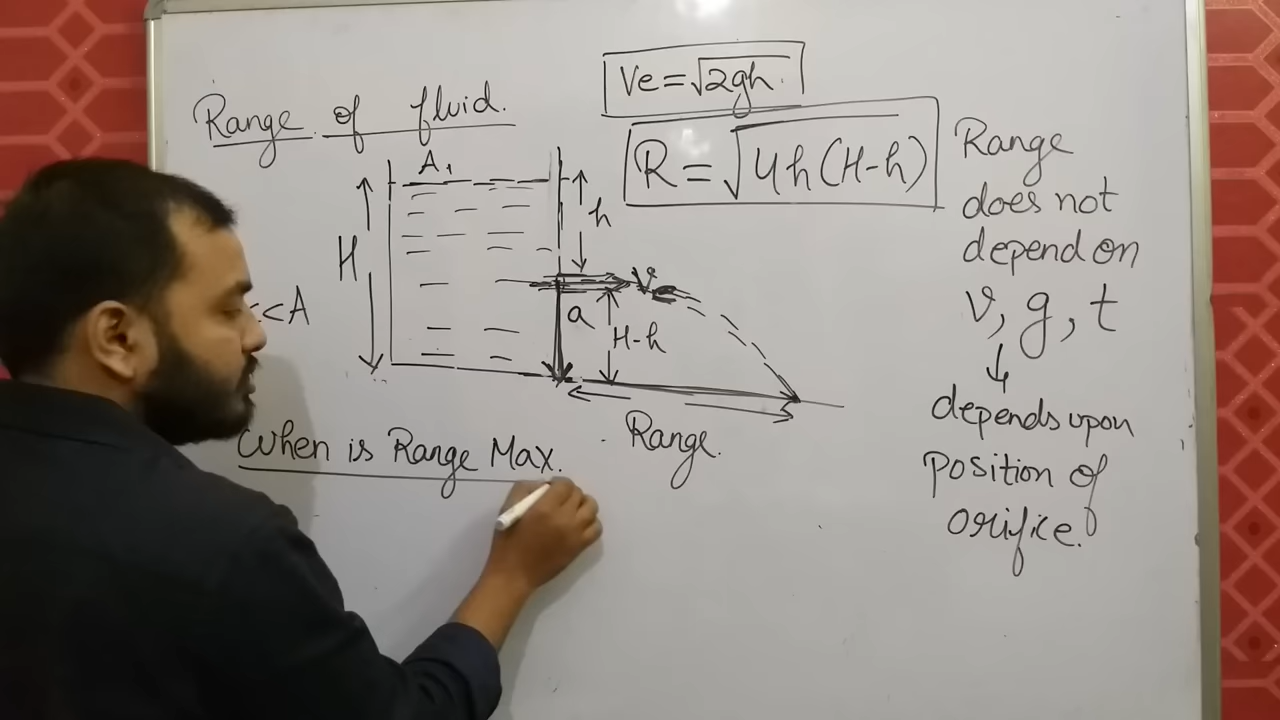 Range of fluid.
Ve = √2gh.
R = √4h(H-h)
A₁
h
H
Ve
a
H-h
<<A
Range.
When is Range Max.
Range
does not
depend on
v, g, t
↓
depends upon
position of
orifice.